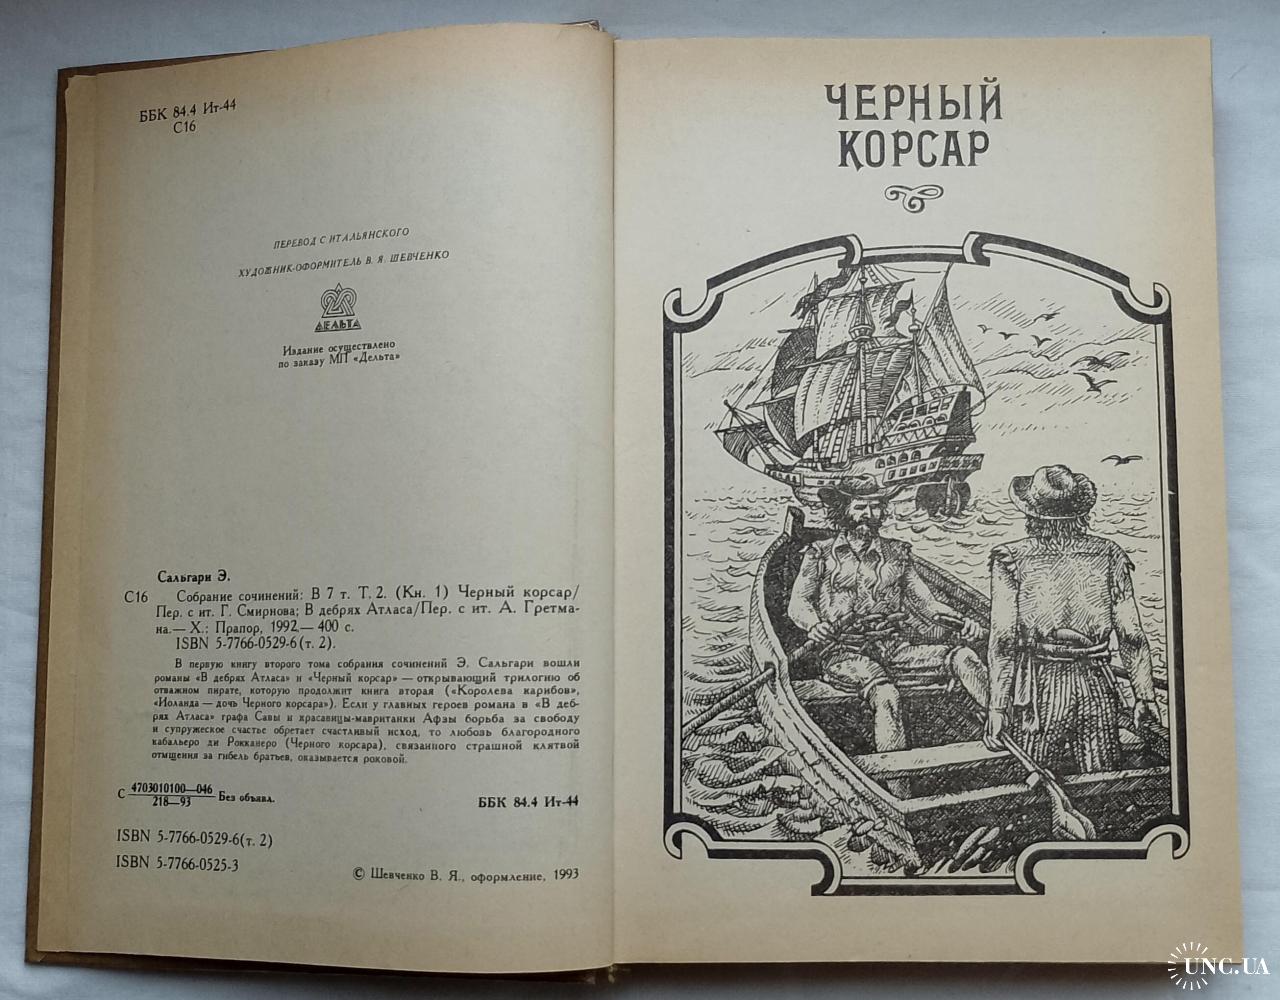 ББК 84.4 Ит-44
С16
ПЕРЕВОД С ИТАЛЬЯНСКОГО
ХУДОЖНИК-ОФОРМИТЕЛЬ В. Я. ШЕВЧЕНКО
ДЕЛЬТА
Издание осуществлено
по заказу МП «Дельта»
Сальгари Э.
С16 Собрание сочинений: В 7 т. Т. 2. (Кн. 1) Черный корсар/
Пер. с ит. Г. Смирнова; В дебрях Атласа/Пер. с ит. А. Гретма-
на.— Х.: Прапор, 1992.— 400 с.
ISBN 5-7766-0529-6 (т. 2).
В первую книгу второго тома собрания сочинений Э. Сальгари вошли
романы «В дебрях Атласа» и «Черный корсар» — открывающий трилогию об
отважном пирате, которую продолжит книга вторая («Королева карибов»,
«Иоланда — дочь Черного корсара»). Если у главных героев романа в «В деб-
рях Атласа» графа Савы и красавицы-мавританки Афзы борьба за свободу
и супружеское счастье обретает счастливый исход, то любовь благородного
кабальеро ди Рокканеро (Черного корсара), связанного страшной клятвой
отмщения за гибель братьев, оказывается роковой.
С 4703010100—046
218—93 Без объявл.
ББК 84.4 Ит-44
ISBN 5-7766-0529-6 (т. 2)
ISBN 5-7766-0525-3
© Шевченко В. Я., оформление, 1993
ЧЕРНЫЙ
КОРСАР
UNC.UA